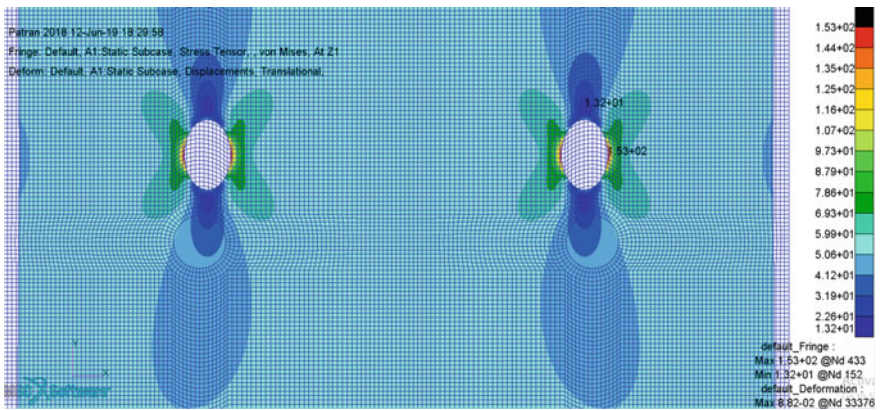 Patran 2018 12-Jun-19 18:29:58
Fringe: Default, A1:Static Subcase, Stress Tensor, , von Mises, At Z1
Deform: Default, A1:Static Subcase, Displacements, Translational,
1.32+01
1.53+02
1.53+02
1.44+02
1.35+02
1.25+02
1.16+02
1.07+02
9.73+01
8.79+01
7.86+01
6.93+01
5.99+01
5.06+01
4.12+01
3.19+01
2.26+01
1.32+01
Y
X
Software
default_Fringe :
Max 1.53+02 @Nd 433
Min 1.32+01 @Nd 152
default_Deformation :
Max 8.82-02 @Nd 33376